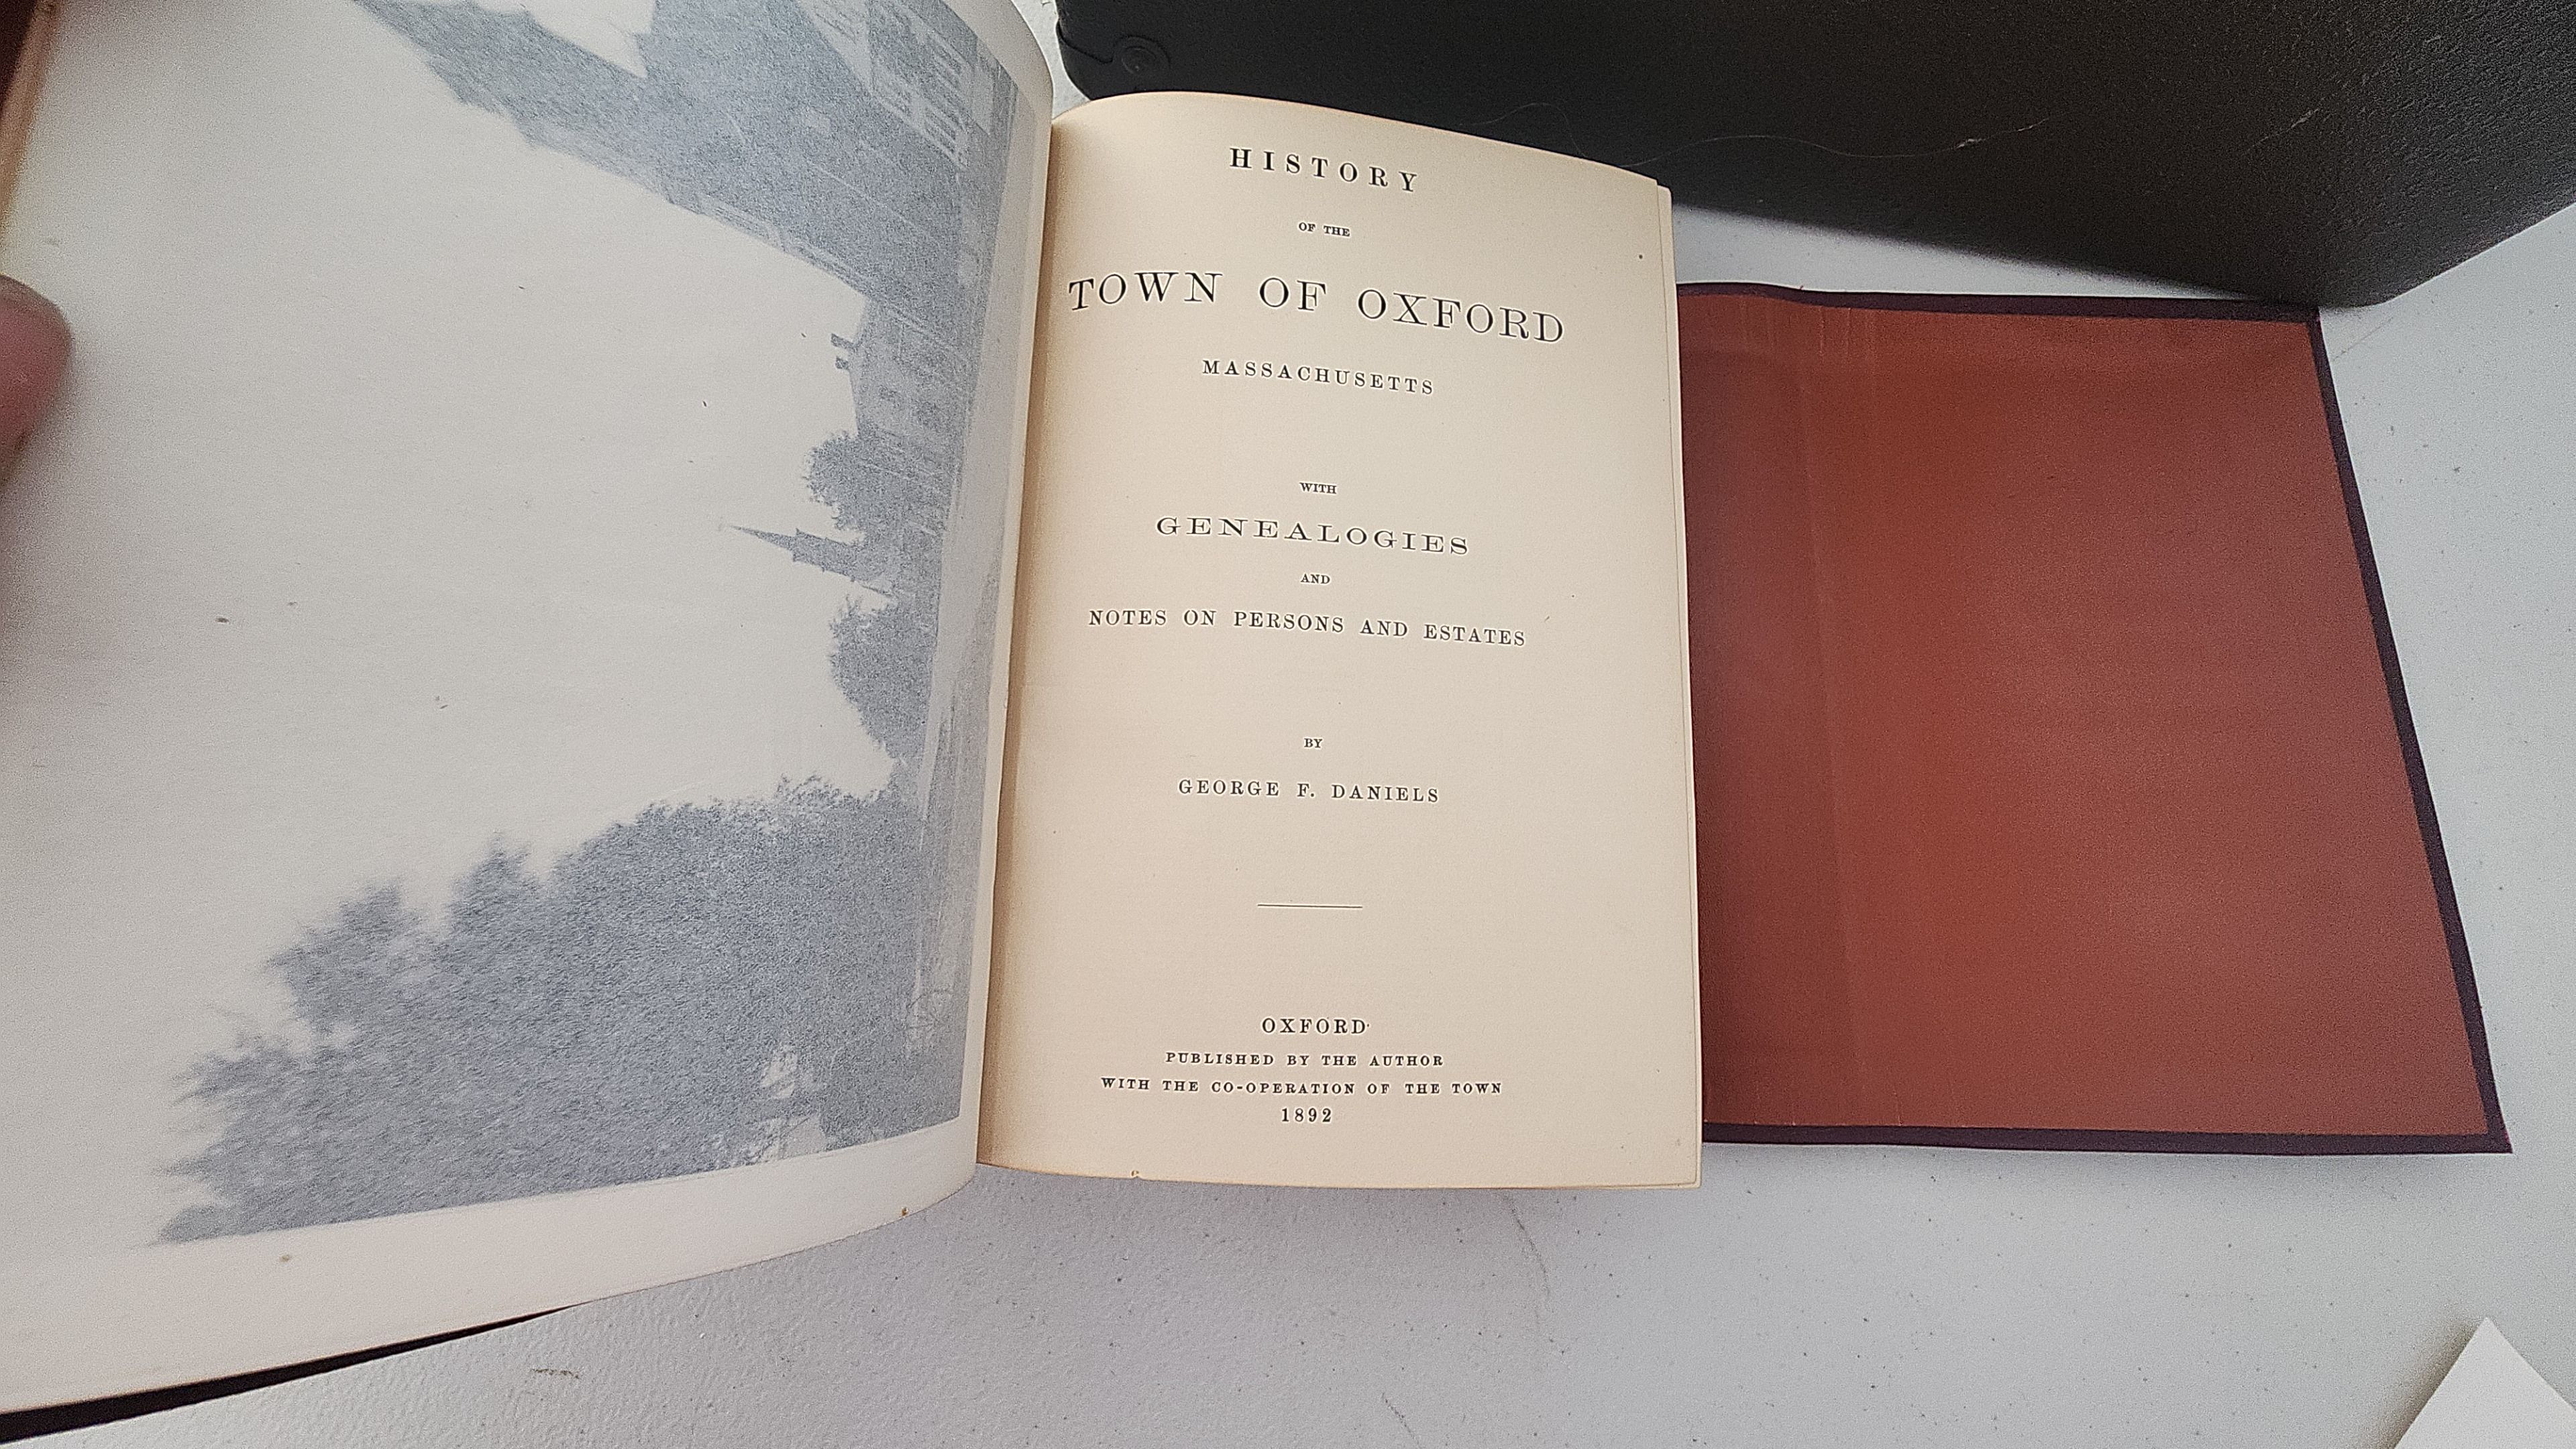 HISTORY
OF THE
TOWN OF OXFORD
MASSACHUSETTS
WITH
GENEALOGIES
AND
NOTES ON PERSONS AND ESTATES
BY
GEORGE F. DANIELS
OXFORD
PUBLISHED BY THE AUTHOR
WITH THE CO-OPERATION OF THE TOWN
1892